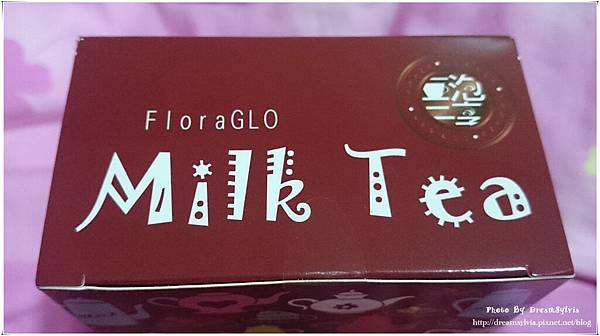 FloraGLO
Milk Tea
Photo By DreamSylvia
http://dreamsylvia.pixnet.net/blog